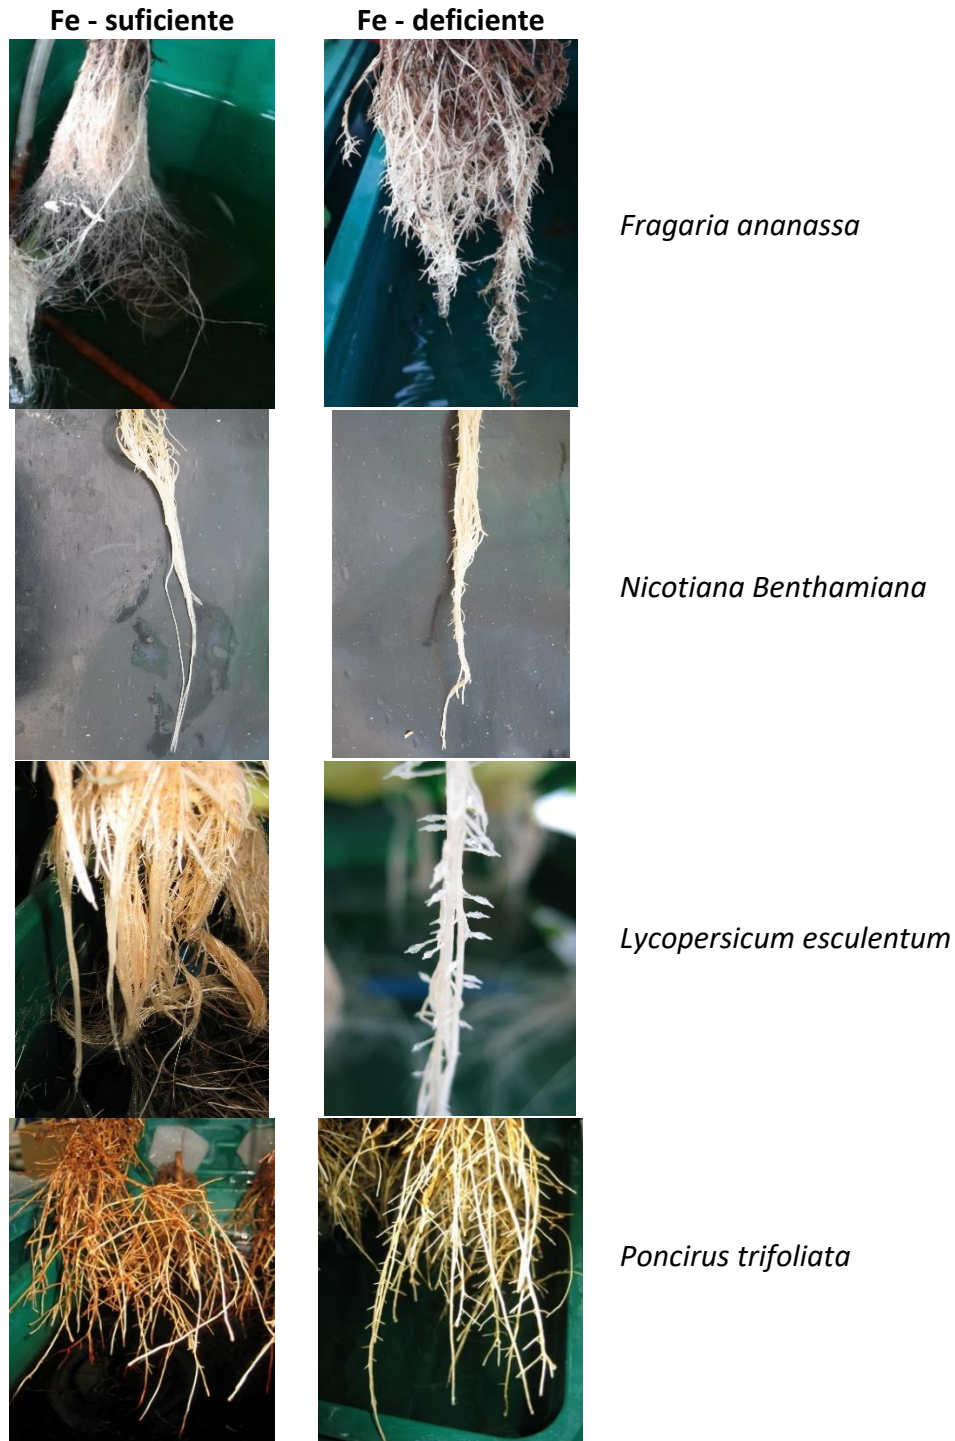 Fe - suficiente
Fe - deficiente
Fragaria ananassa
Nicotiana Benthamiana
Lycopersicum esculentum
Poncirus trifoliata